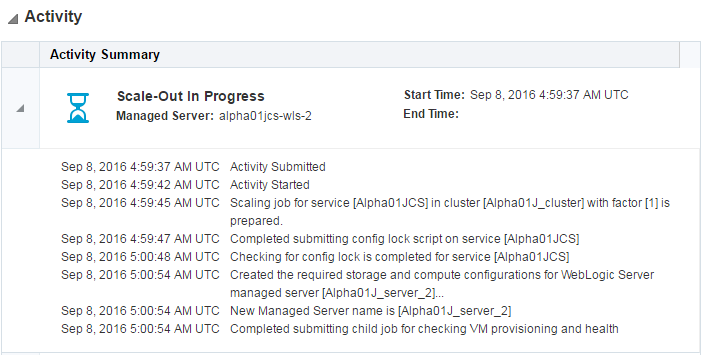 Activity
Activity Summary
Scale-Out In Progress
Start Time: Sep 8, 2016 4:59:37 AM UTC
Managed Server: alpha01jcs-wls-2
End Time:
Sep 8, 2016 4:59:37 AM UTC Activity Submitted
Sep 8, 2016 4:59:42 AM UTC Activity Started
Sep 8, 2016 4:59:45 AM UTC Scaling job for service [Alpha01JCS] in cluster [Alpha01J_cluster] with factor [1] is
prepared.
Sep 8, 2016 4:59:47 AM UTC Completed submitting config lock script on service [Alpha01JCS]
Sep 8, 2016 5:00:48 AM UTC Checking for config lock is completed for service [Alpha01JCS]
Sep 8, 2016 5:00:54 AM UTC Created the required storage and compute configurations for WebLogic Server
managed server [Alpha01J_server_2]...
Sep 8, 2016 5:00:54 AM UTC New Managed Server name is [Alpha01J_server_2]
Sep 8, 2016 5:00:54 AM UTC Completed submitting child job for checking VM provisioning and health